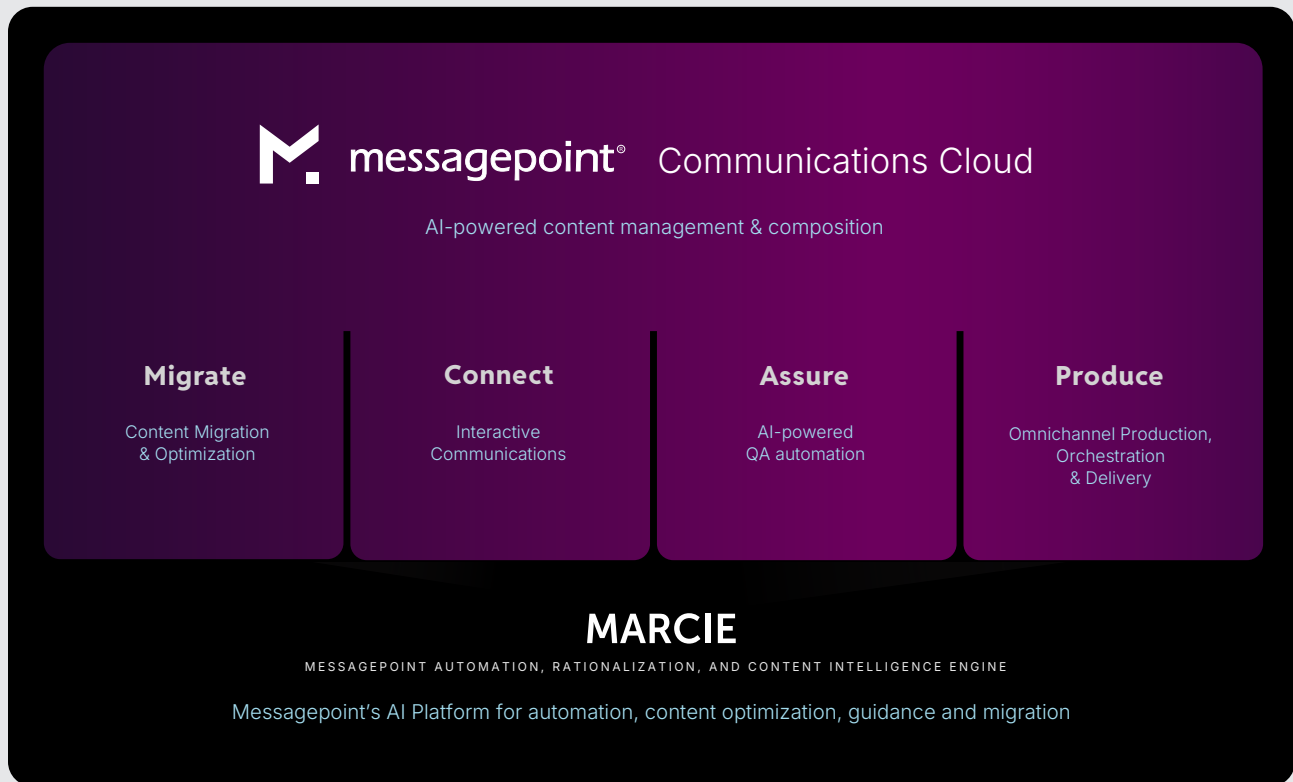 messagepoint® Communications Cloud
AI-powered content management & composition
Migrate
Content Migration
& Optimization
Connect
Interactive
Communications
Assure
AI-powered
QA automation
Produce
Omnichannel Production,
Orchestration
& Delivery
MARCIE
MESSAGEPOINT AUTOMATION, RATIONALIZATION, AND CONTENT INTELLIGENCE ENGINE
Messagepoint’s AI Platform for automation, content optimization, guidance and migration